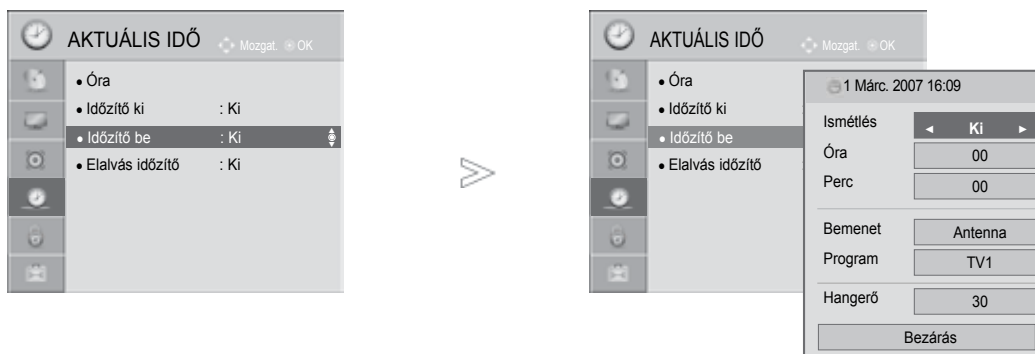 AKTUÁLIS IDŐ Mozgat. OK
• Óra
• Időzítő ki : Ki
• Időzítő be : Ki
• Elalvás időzítő : Ki
AKTUÁLIS IDŐ Mozgat. OK
• Óra
• Időzítő ki
• Időzítő be
• Elalvás időzítő
1 Márc. 2007 16:09
Ismétlés ◄ Ki ►
Óra 00
Perc 00
Bemenet Antenna
Program TV1
Hangerő 30
Bezárás